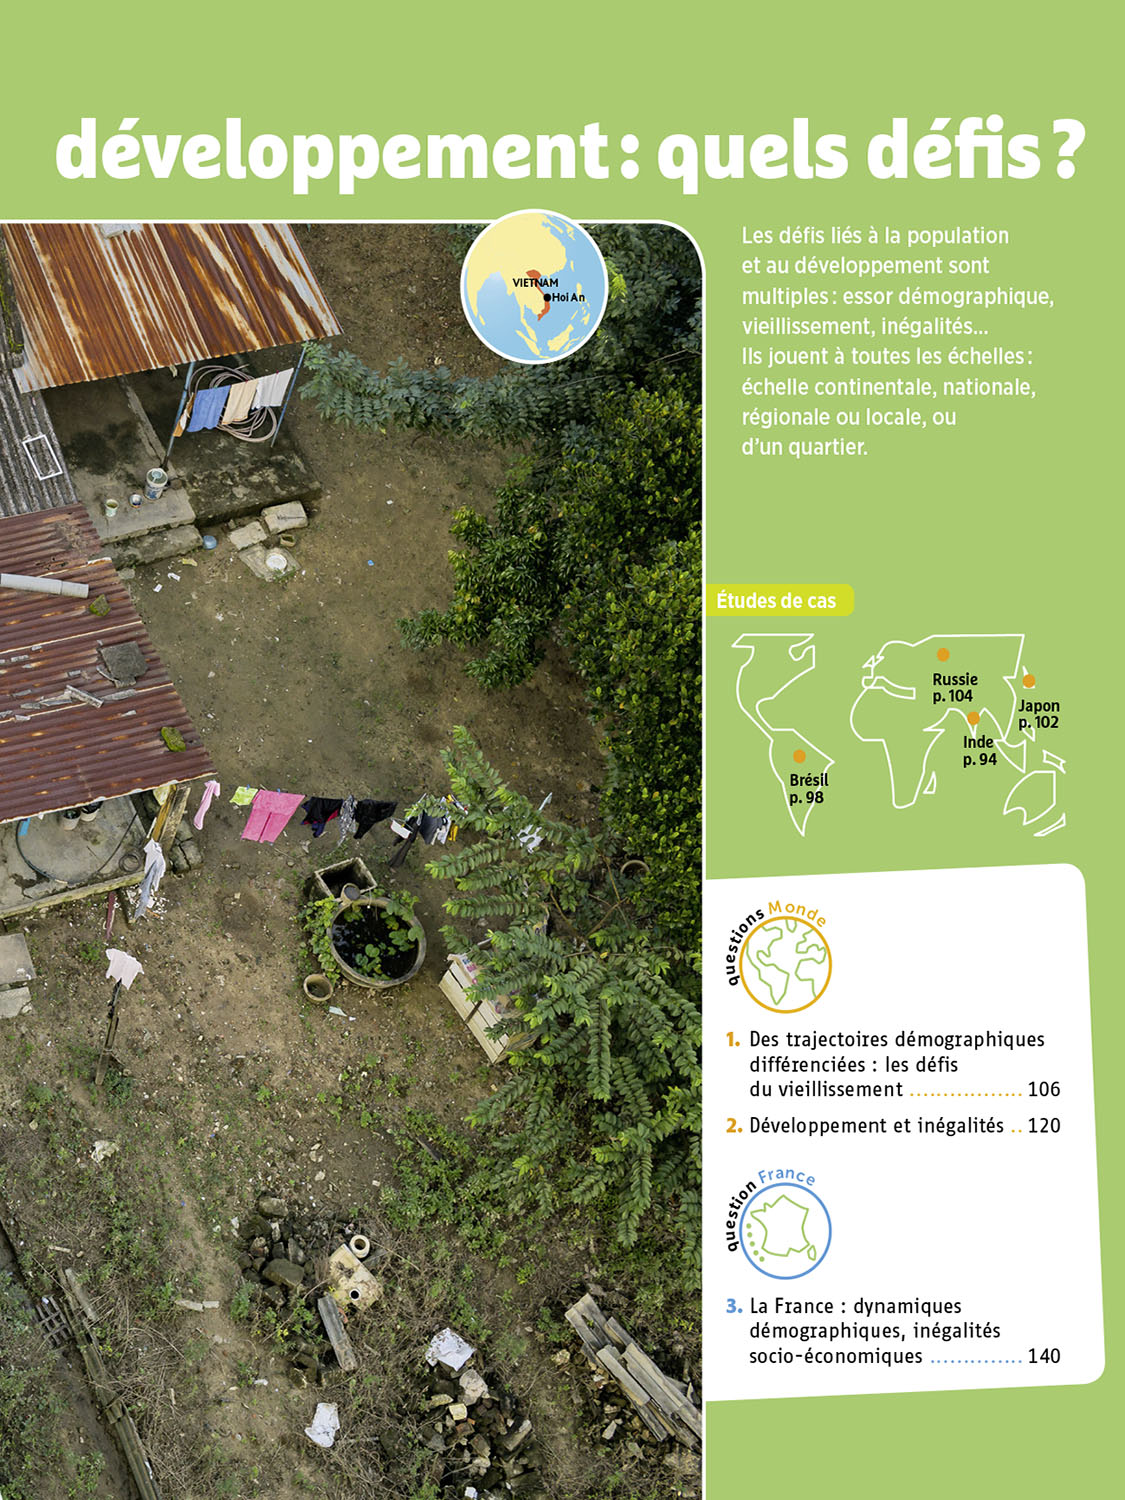 développement : quels défis ?
VIETNAM
Hoi An
Les défis liés à la population
et au développement sont
multiples : essor démographique,
vieillissement, inégalités...
Ils jouent à toutes les échelles :
échelle continentale, nationale,
régionale ou locale, ou
d’un quartier.
Études de cas
Russie
p. 104
Japon
p. 102
Inde
p. 94
Brésil
p. 98
questions Monde
1. Des trajectoires démographiques
différenciées : les défis
du vieillissement ................. 106
2. Développement et inégalités .. 120
question France
3. La France : dynamiques
démographiques, inégalités
socio-économiques .............. 140